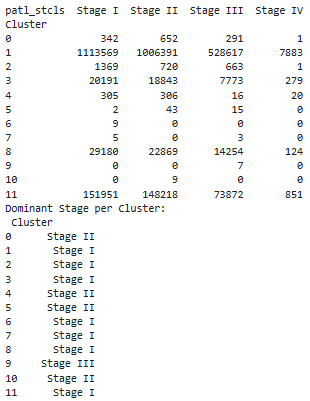 patl_stcls  Stage I  Stage II  Stage III  Stage IV
Cluster
0               342       652        291         1
1           1113569   1006391     528617      7883
2              1369       720        663         1
3             20191     18843       7773       279
4               305       306         16        20
5                 2        43         15         0
6                 9         0          0         0
7                 5         0          3         0
8             29180     22869      14254       124
9                 0         0          7         0
10                0         9          0         0
11           151951    148218      73872       851
Dominant Stage per Cluster:
 Cluster
0      Stage II
1       Stage I
2       Stage I
3       Stage I
4      Stage II
5      Stage II
6       Stage I
7       Stage I
8       Stage I
9     Stage III
10     Stage II
11      Stage I